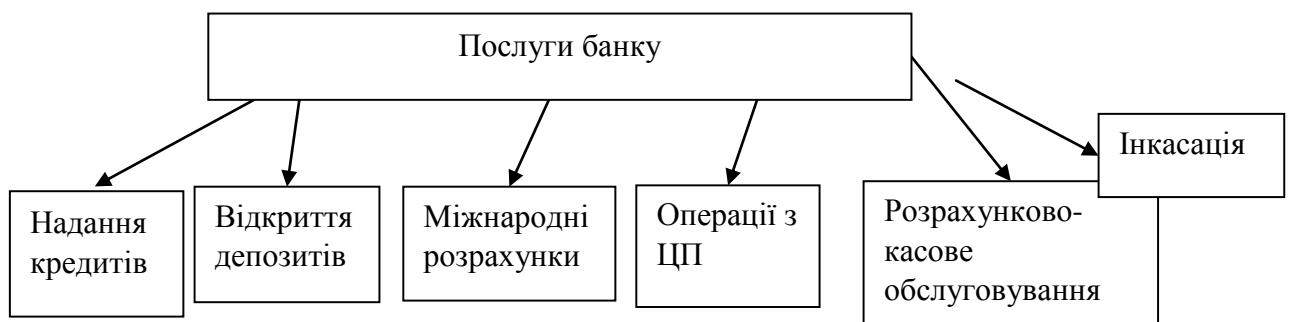 Послуги банку
Інкасація
Надання
кредитів
Відкриття
депозитів
Міжнародні
розрахунки
Операції з
ЦП
Розрахунково-
касове
обслуговування